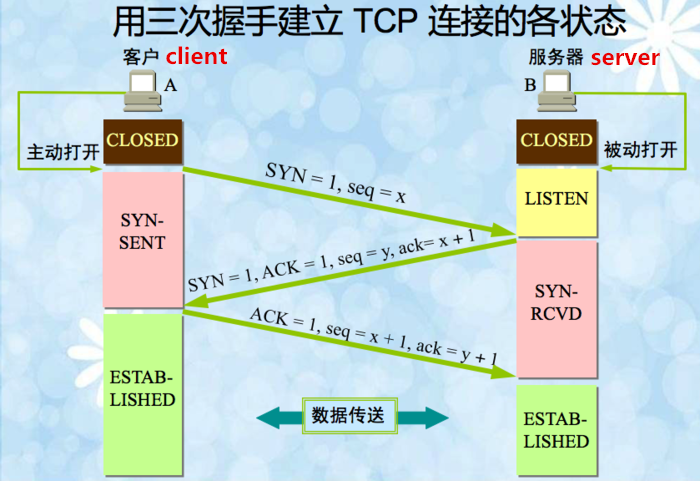 用三次握手建立 TCP 连接的各状态
客户 client
服务器 server
A
B
CLOSED
CLOSED
主动打开
被动打开
SYN = 1, seq = x
LISTEN
SYN-
SENT
SYN = 1, ACK = 1, seq = y, ack= x + 1
SYN-
RCVD
ACK = 1, seq = x + 1, ack = y + 1
ESTAB-
LISHED
数据传送
ESTAB-
LISHED